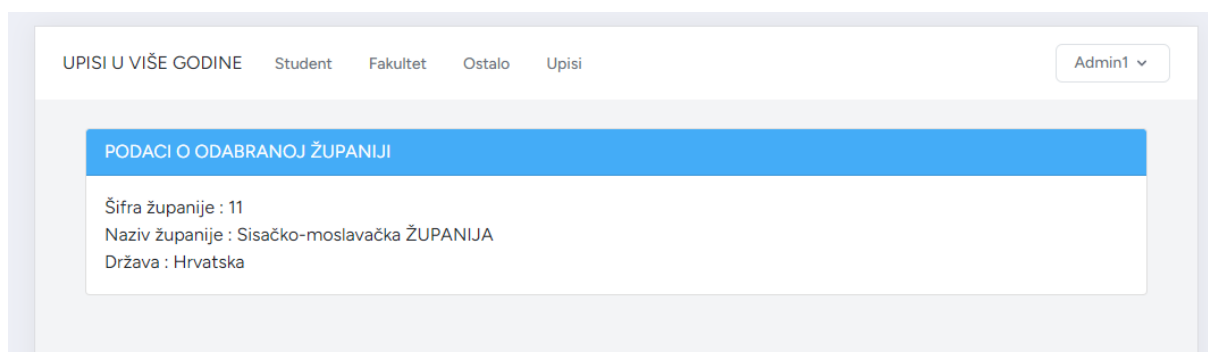 UPISI U VIŠE GODINE Student Fakultet Ostalo Upisi Admin1
PODACI O ODABRANOJ ŽUPANIJI
Šifra županije : 11
Naziv županije : Sisačko-moslavačka ŽUPANIJA
Država : Hrvatska